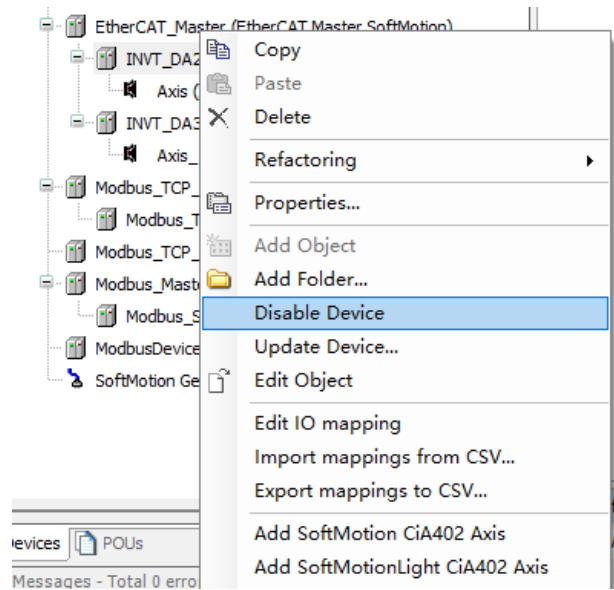 EtherCAT_Master (EtherCAT Master SoftMotion)
INVT_DA2
Axis (
INVT_DA3
Axis_
Modbus_TCP_
Modbus_T
Modbus_TCP_
Modbus_Mast
Modbus_S
ModbusDevice
SoftMotion Ge
Copy
Paste
Delete
Refactoring
Properties...
Add Object
Add Folder...
Disable Device
Update Device...
Edit Object
Edit IO mapping
Import mappings from CSV...
Export mappings to CSV...
Add SoftMotion CiA402 Axis
Add SoftMotionLight CiA402 Axis
evices
POUs
Messages - Total 0 erro